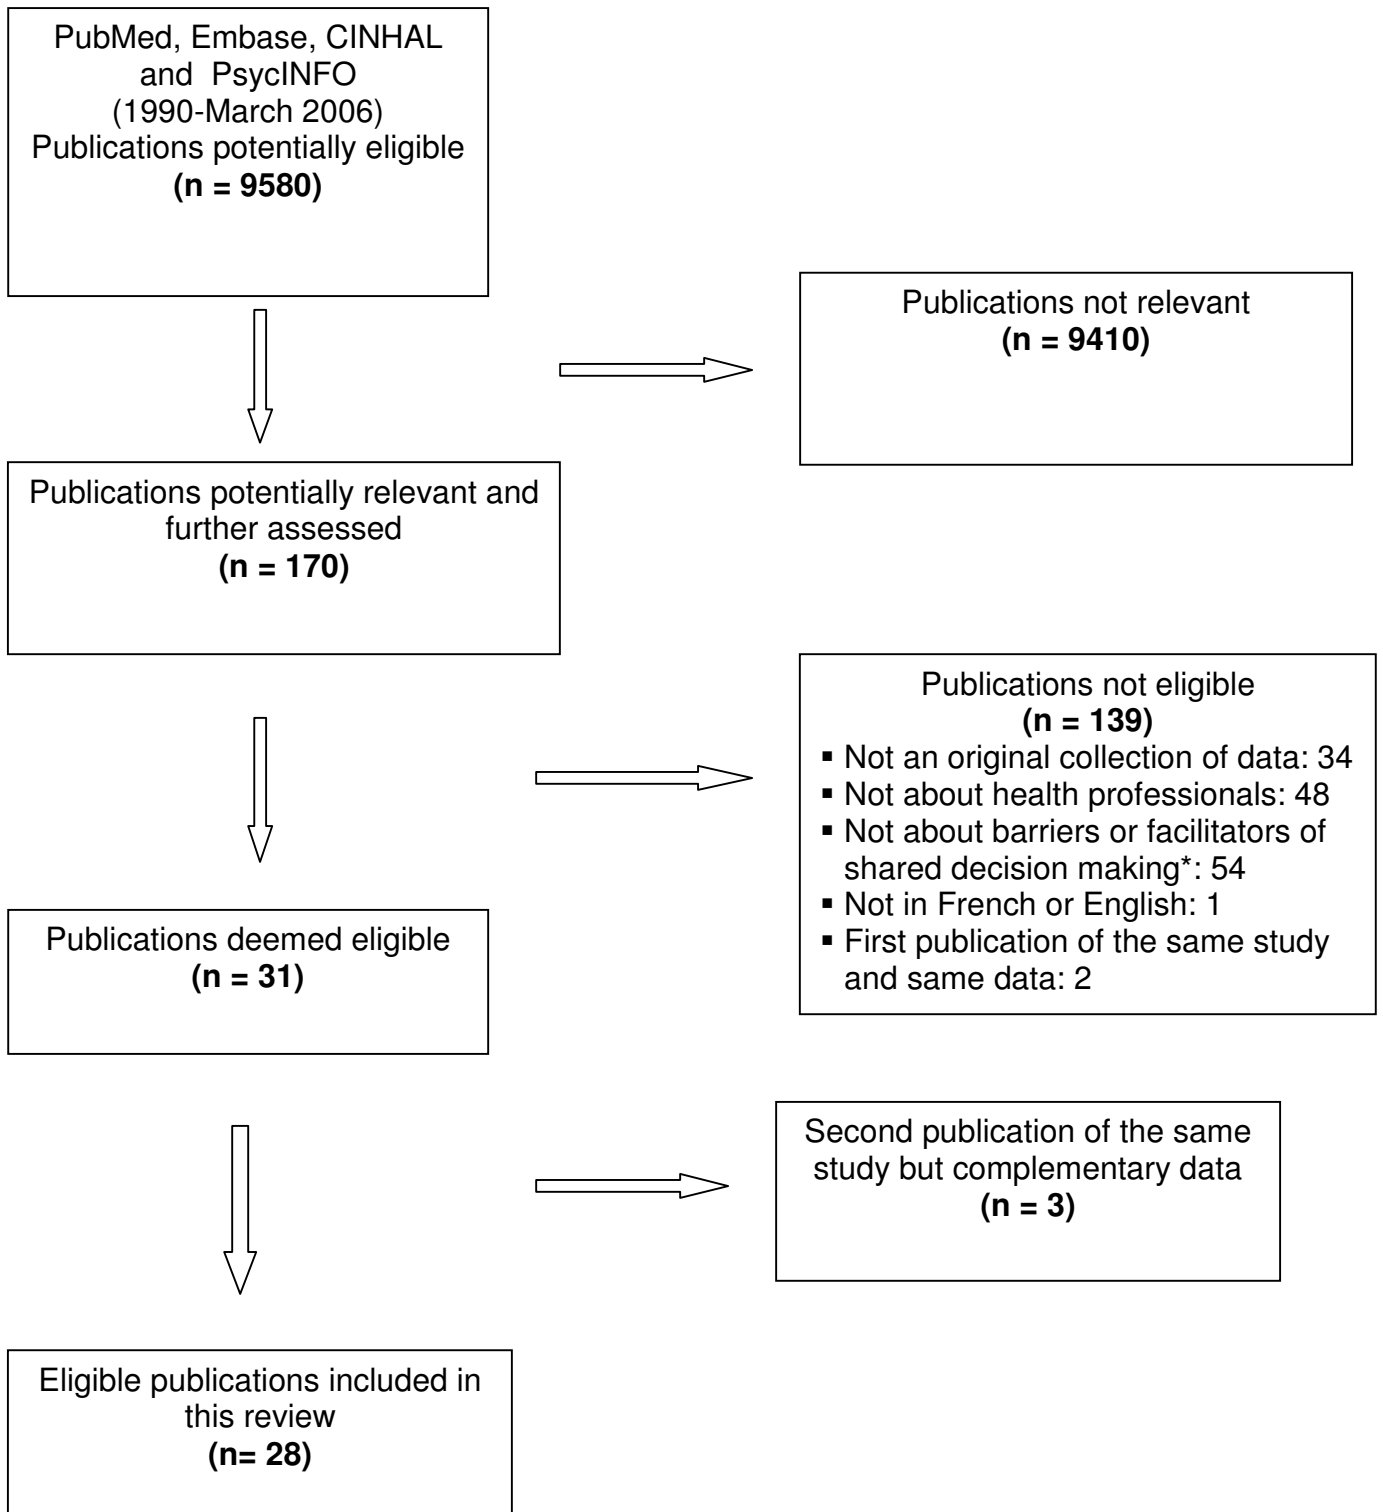 PubMed, Embase, CINHAL
and PsycINFO
(1990-March 2006)
Publications potentially eligible
(n = 9580)
Publications not relevant
(n = 9410)
Publications potentially relevant and
further assessed
(n = 170)
Publications not eligible
(n = 139)
▪ Not an original collection of data: 34
▪ Not about health professionals: 48
▪ Not about barriers or facilitators of
shared decision making*: 54
▪ Not in French or English: 1
▪ First publication of the same study
and same data: 2
Publications deemed eligible
(n = 31)
Second publication of the same
study but complementary data
(n = 3)
Eligible publications included in
this review
(n= 28)